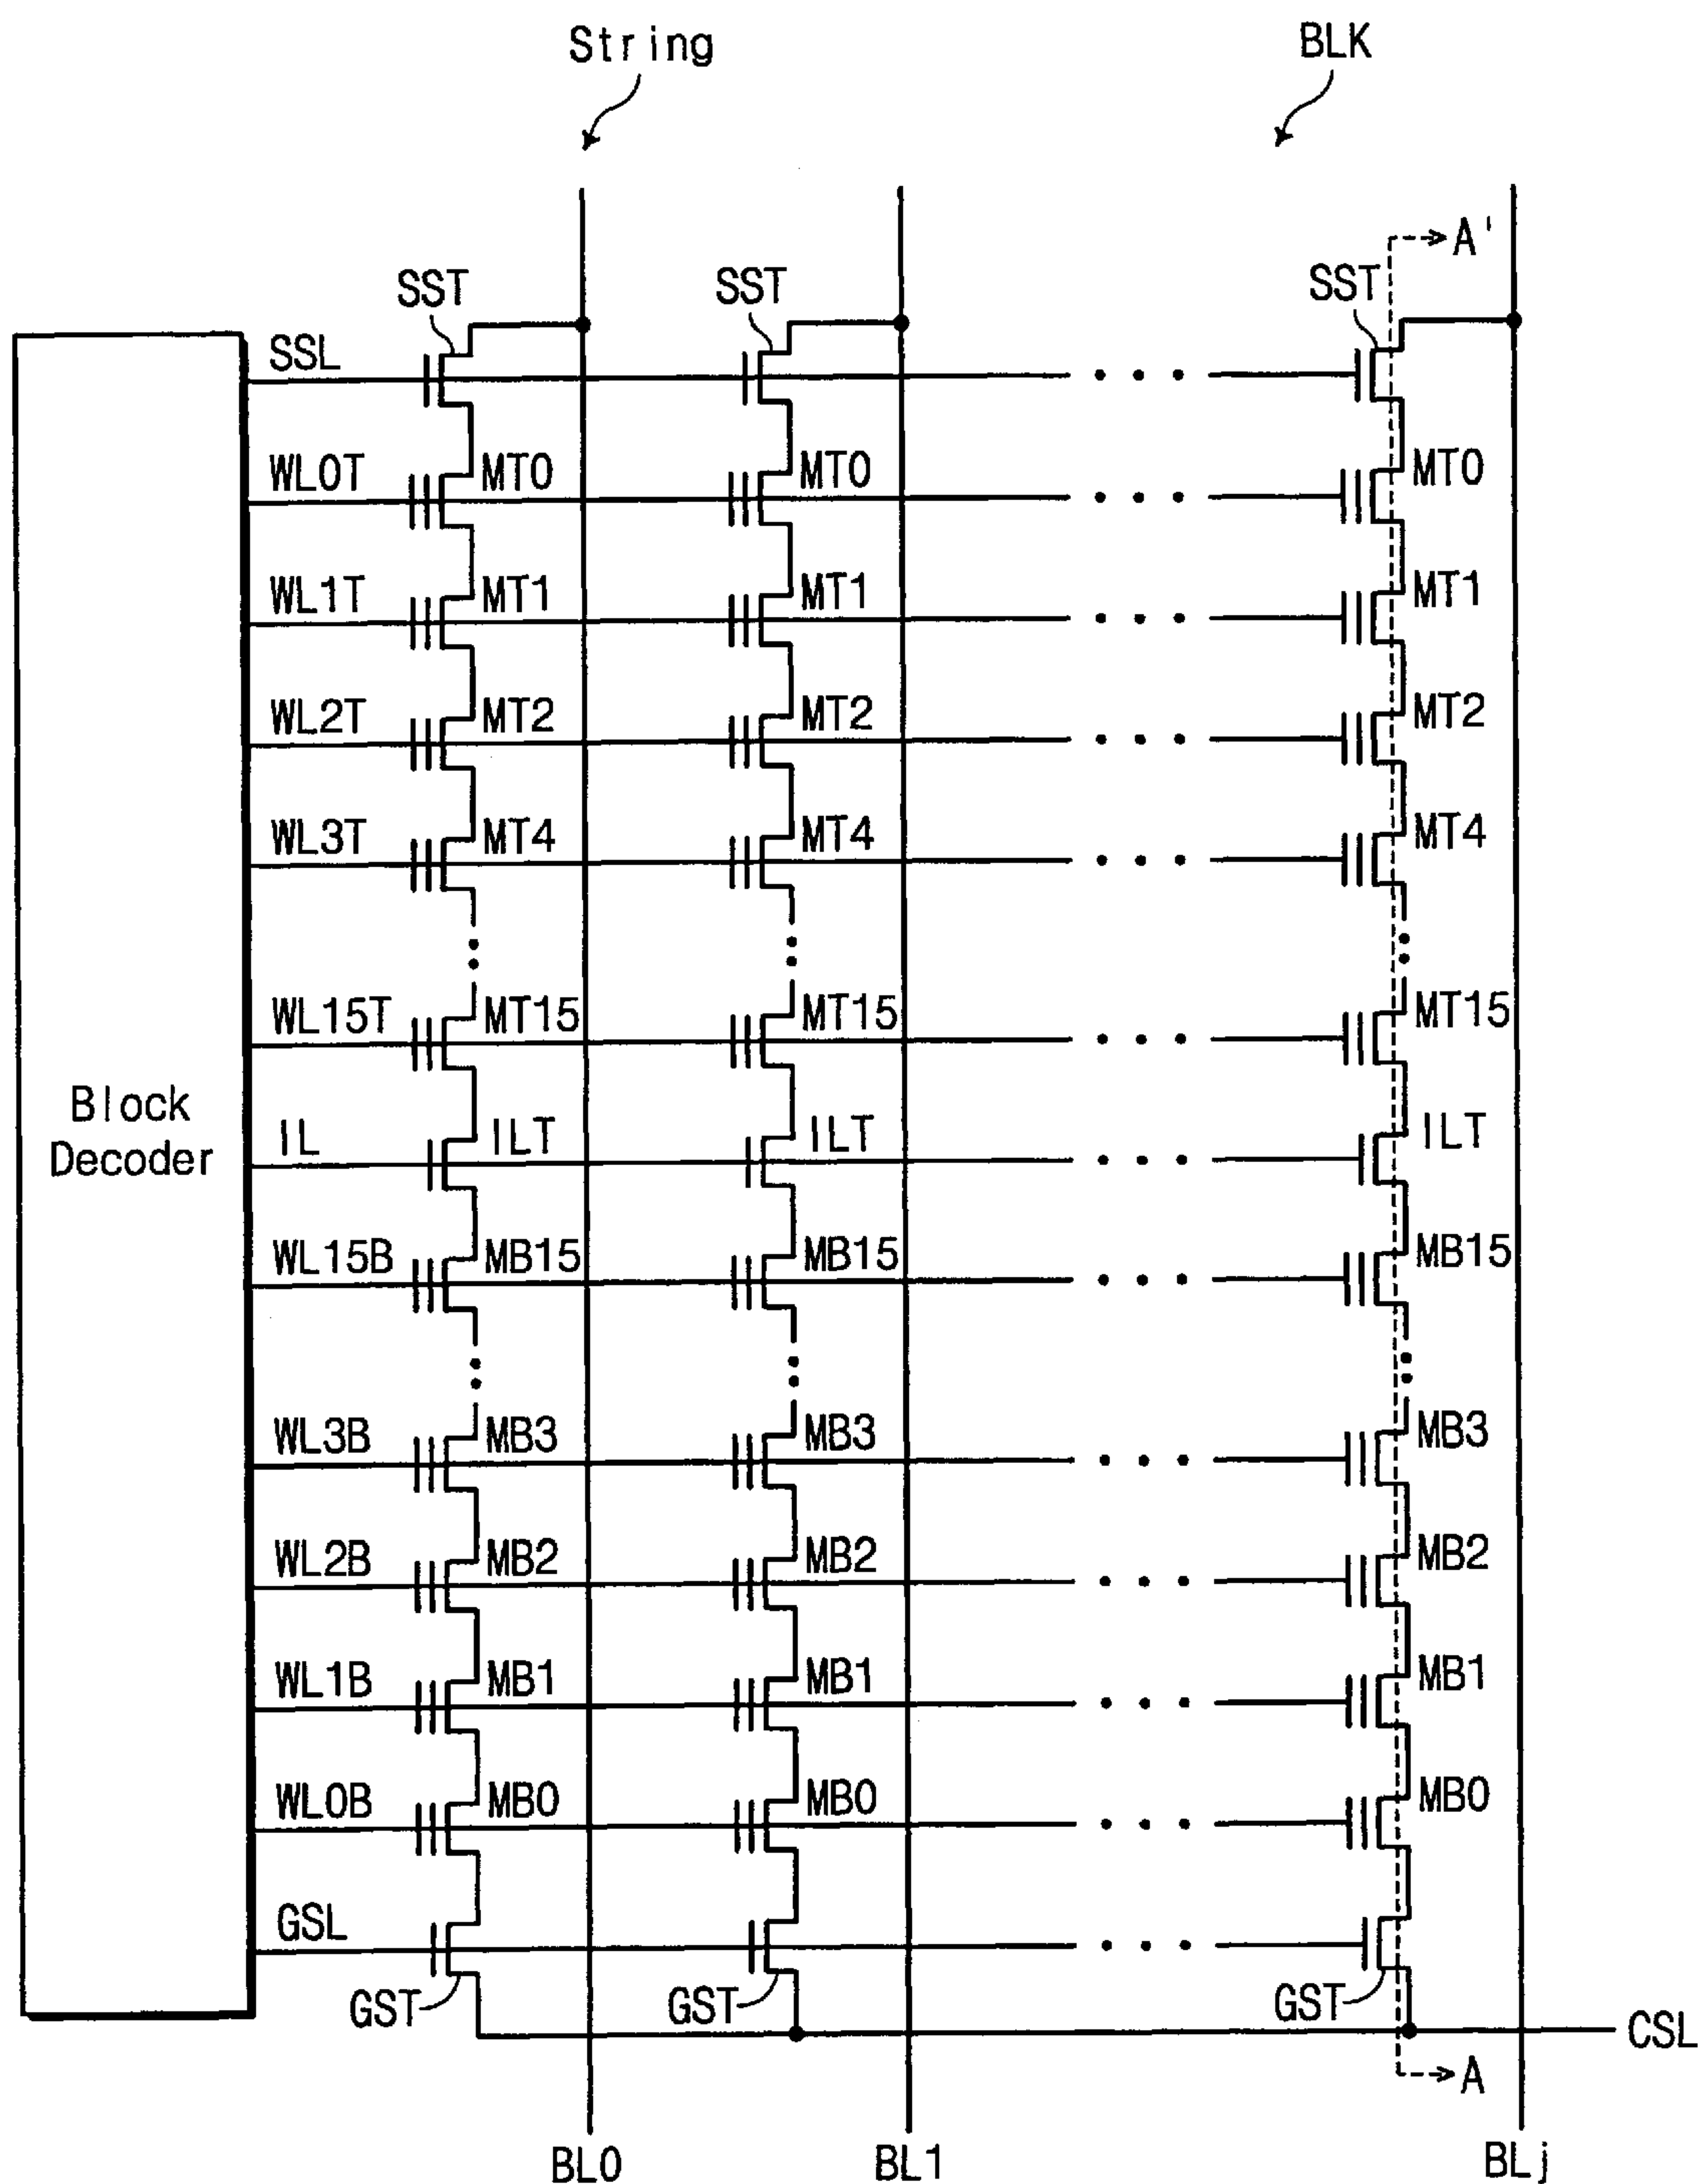 String BLK
A'
SST SST SST
SSL
WL0T MT0 MT0 MT0
WL1T MT1 MT1 MT1
WL2T MT2 MT2 MT2
WL3T MT4 MT4 MT4
WL15T MT15 MT15 MT15
Block
Decoder
IL ILT ILT ILT
WL15B MB15 MB15 MB15
WL3B MB3 MB3 MB3
WL2B MB2 MB2 MB2
WL1B MB1 MB1 MB1
WL0B MB0 MB0 MB0
GSL
GST GST GST
CSL
A
BL0 BL1 BLj